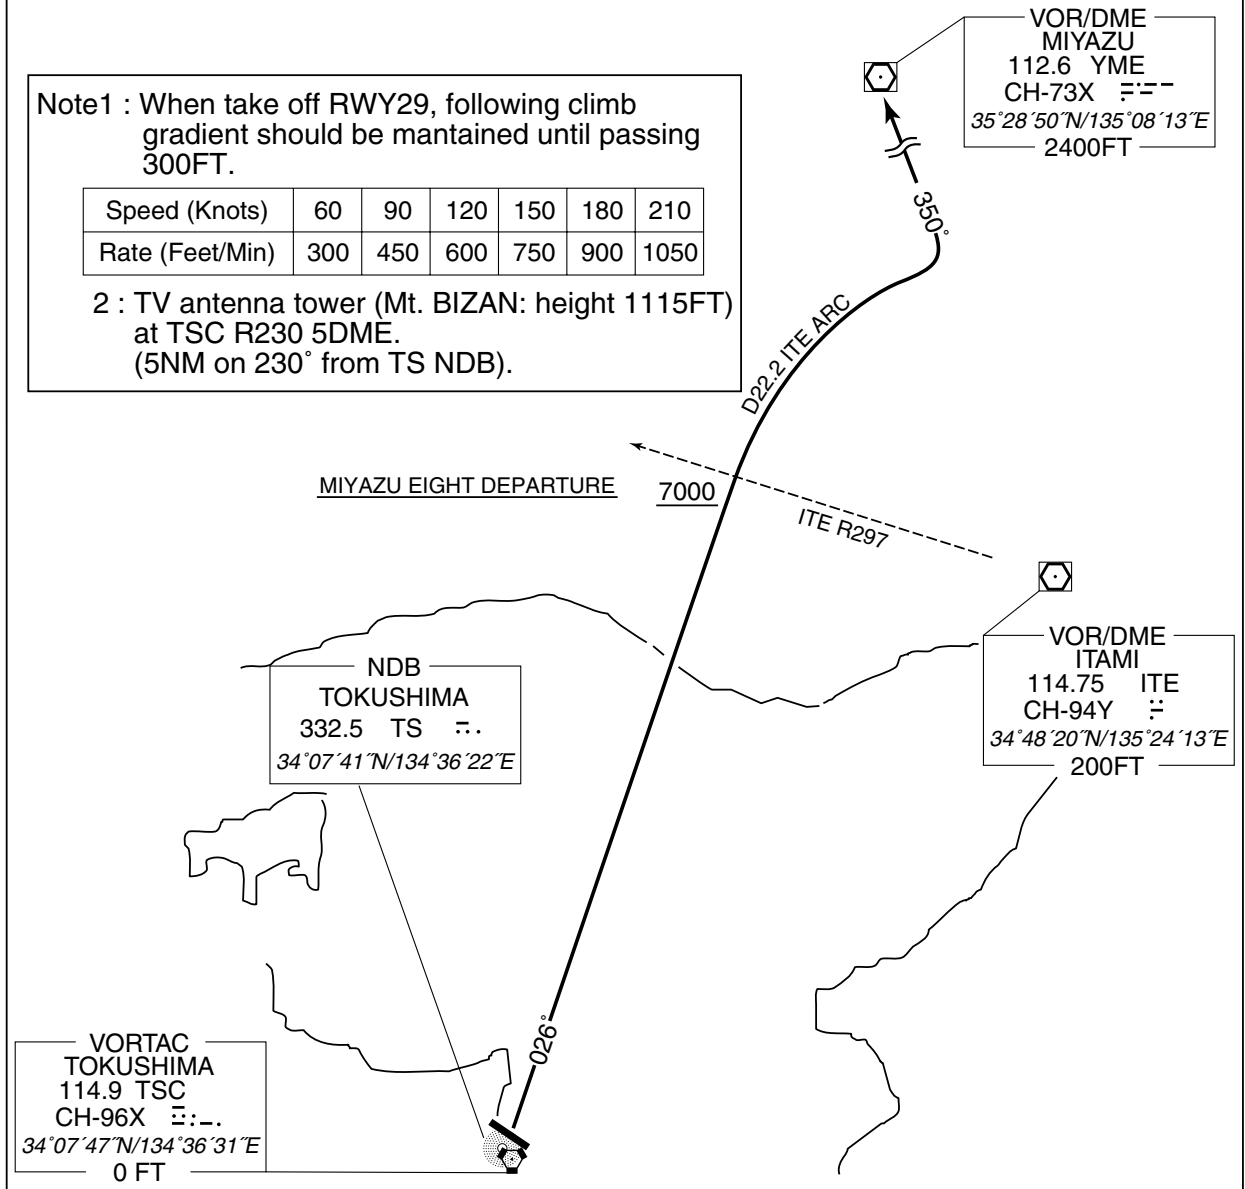 VOR/DME
MIYAZU
112.6 YME
CH-73X
35°28´50˝N/135°08´13˝E
2400FT
Note1 : When take off RWY29, following climb
gradient should be mantained until passing
300FT.
Speed (Knots) 60 90 120 150 180 210
Rate (Feet/Min) 300 450 600 750 900 1050
2 : TV antenna tower (Mt. BIZAN: height 1115FT)
at TSC R230 5DME.
(5NM on 230° from TS NDB).
350°
D22.2 ITE ARC
MIYAZU EIGHT DEPARTURE
7000
ITE R297
VOR/DME
ITAMI
114.75 ITE
CH-94Y
34°48´20˝N/135°24´13˝E
200FT
NDB
TOKUSHIMA
332.5 TS
34°07´41˝N/134°36´22˝E
026°
VORTAC
TOKUSHIMA
114.9 TSC
CH-96X
34°07´47˝N/134°36´31˝E
0 FT